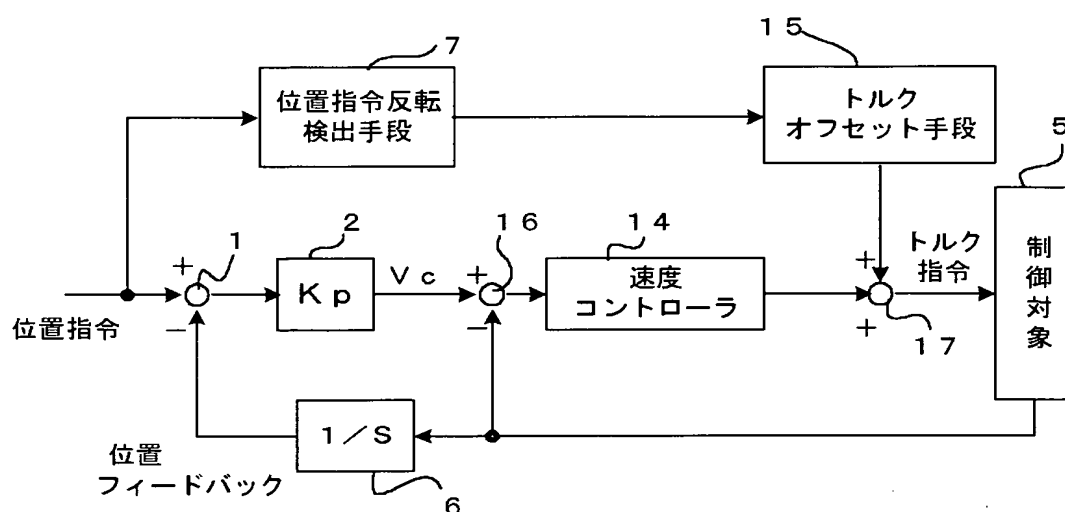 7
位置指令反転
検出手段
15
トルク
オフセット手段
5
1
2
16
14
トルク
指令
制御対象
+
Kp
Vc
+
速度
コントローラ
+
位置指令
−
−
+
17
1/S
位置
フィードバック
6